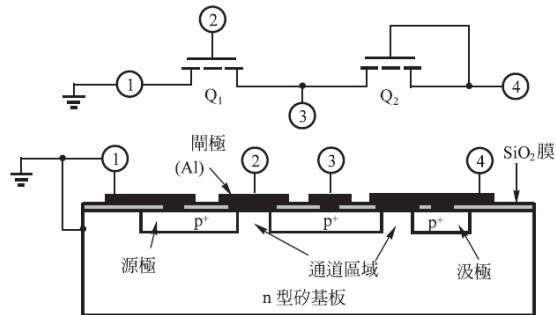 ②
①
Q₁
③
Q₂
④
①
閘極
(Al)
②
③
④
SiO₂膜
p⁺
p⁺
p⁺
源極
通道區域
汲極
n 型矽基板